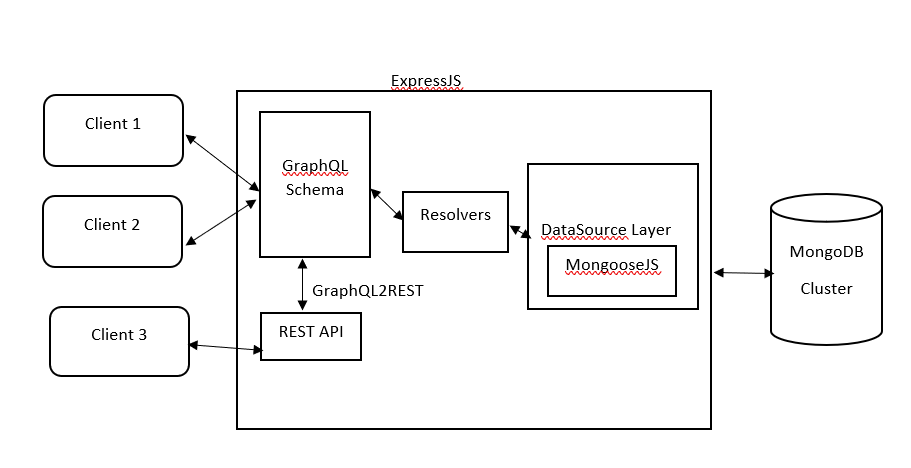 ExpressJS
Client 1
GraphQL
Schema
Client 2
Resolvers
DataSource Layer
MongooseJS
MongoDB
Cluster
GraphQL2REST
REST API
Client 3